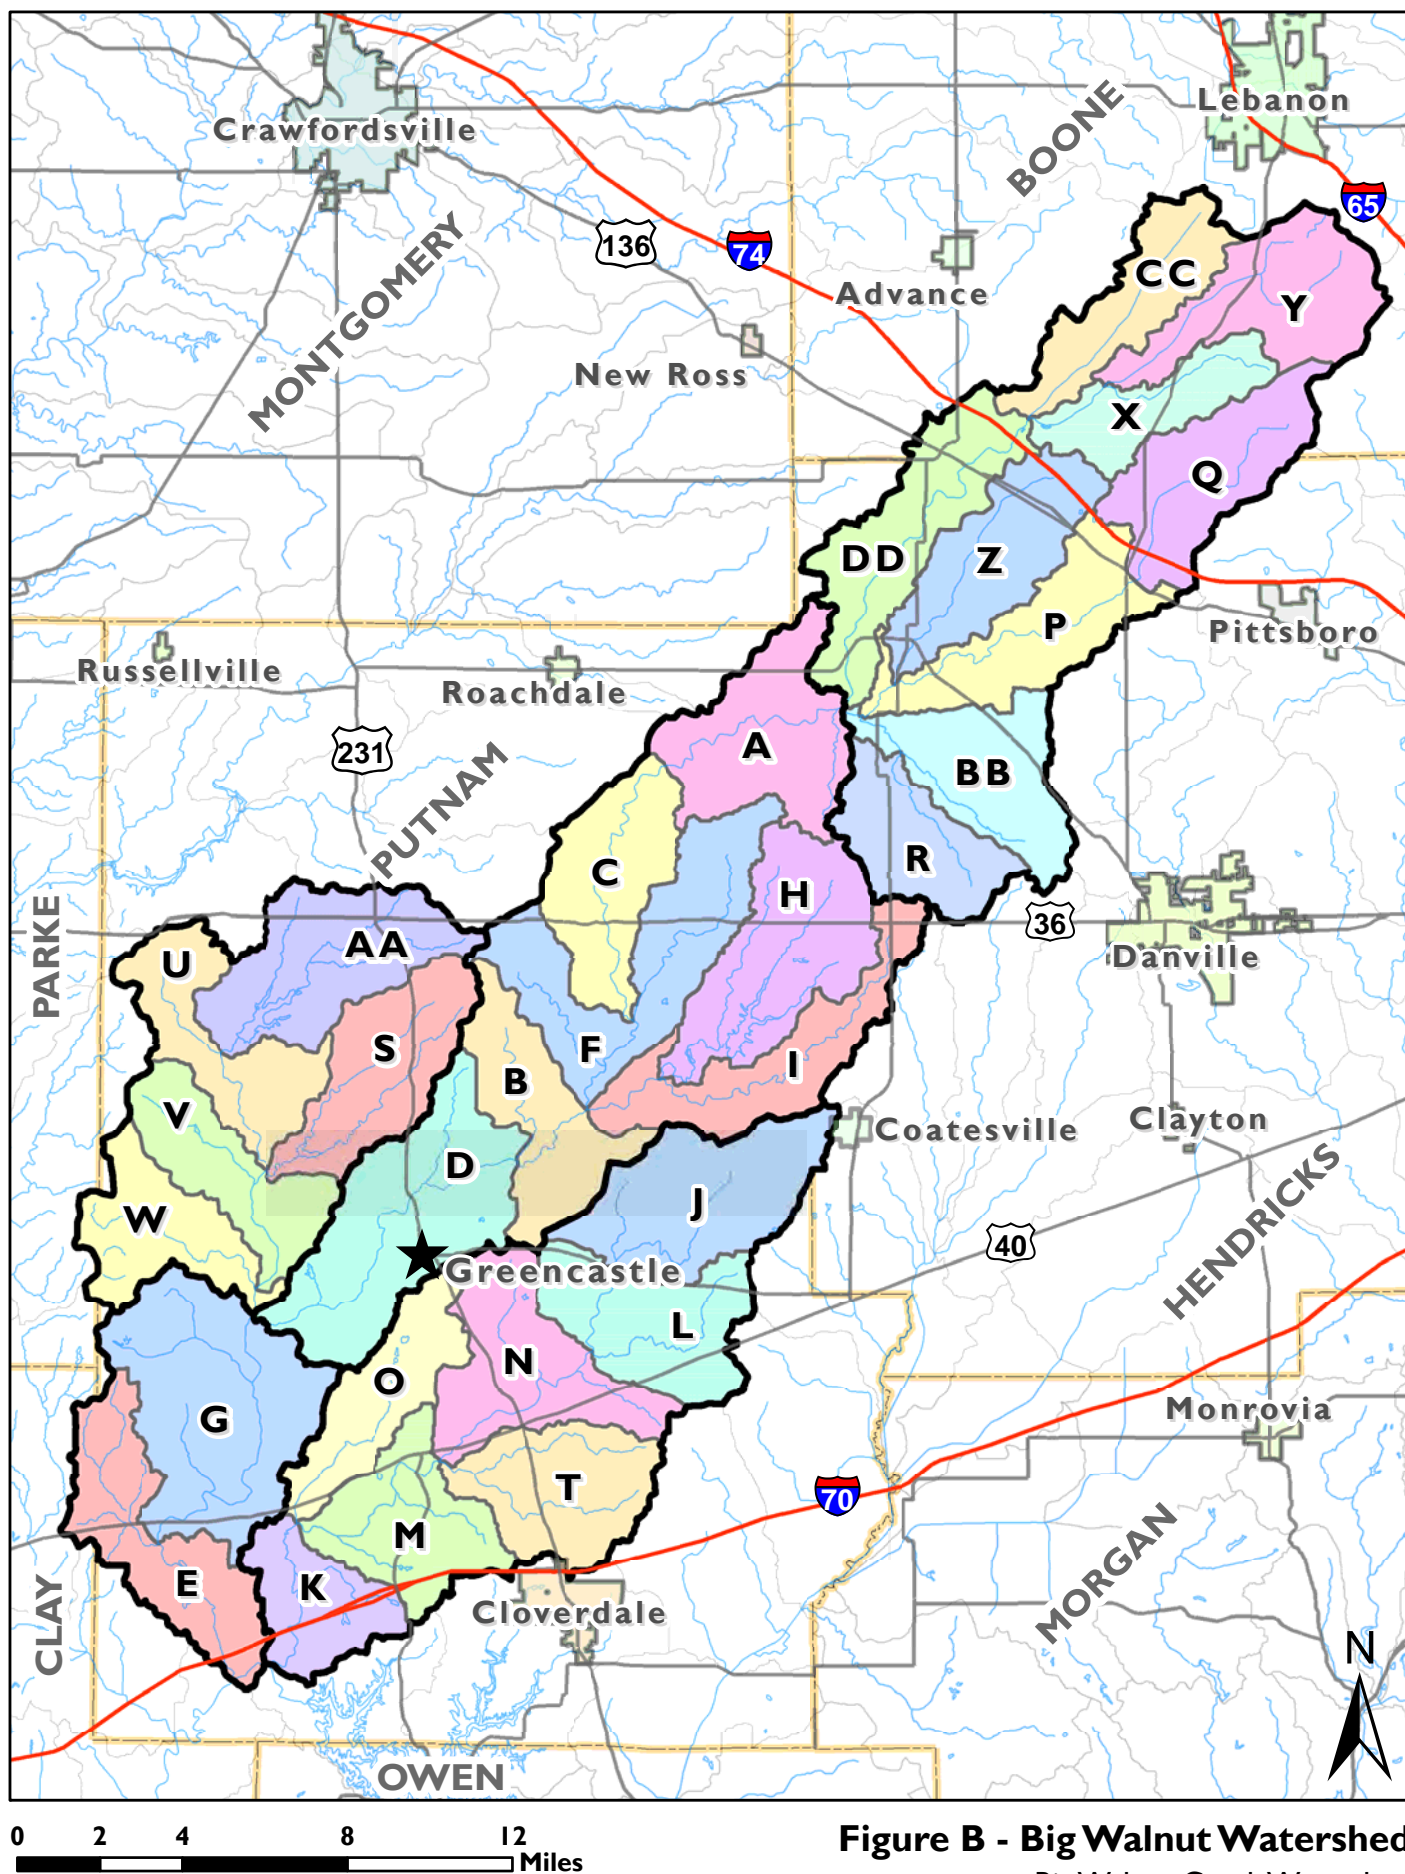 Lebanon
BOONE
Crawfordsville
65
CC
136
74
MONTGOMERY
Advance
Y
New Ross
X
Q
DD
Z
P
Pittsboro
Russellville
Roachdale
231
A
BB
PUTNAM
C
R
H
36
PARKE
AA
U
Danville
S
F
I
B
V
Coatesville
Clayton
D
J
W
40
HENDRICKS
Greencastle
L
N
O
G
Monrovia
T
70
M
E
K
MORGAN
CLAY
Cloverdale
N
OWEN
0 2 4 8 12
Miles
Figure B - Big Walnut Watershed